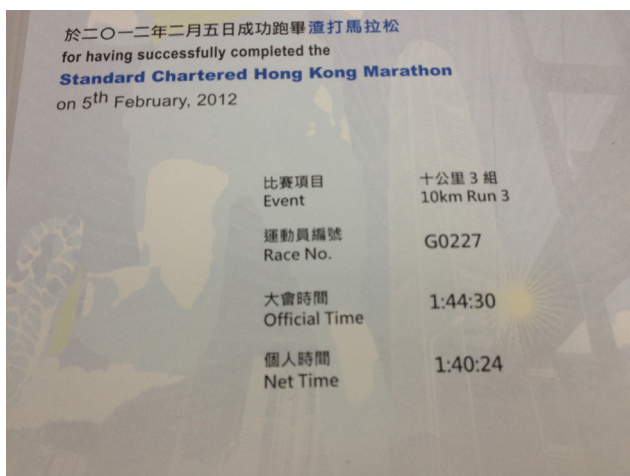 於二〇一二年二月五日成功跑畢渣打馬拉松
for having successfully completed the
Standard Chartered Hong Kong Marathon
on 5th February, 2012
比賽項目 十公里 3 組
Event 10km Run 3
運動員編號
Race No. G0227
大會時間
Official Time 1:44:30
個人時間
Net Time 1:40:24